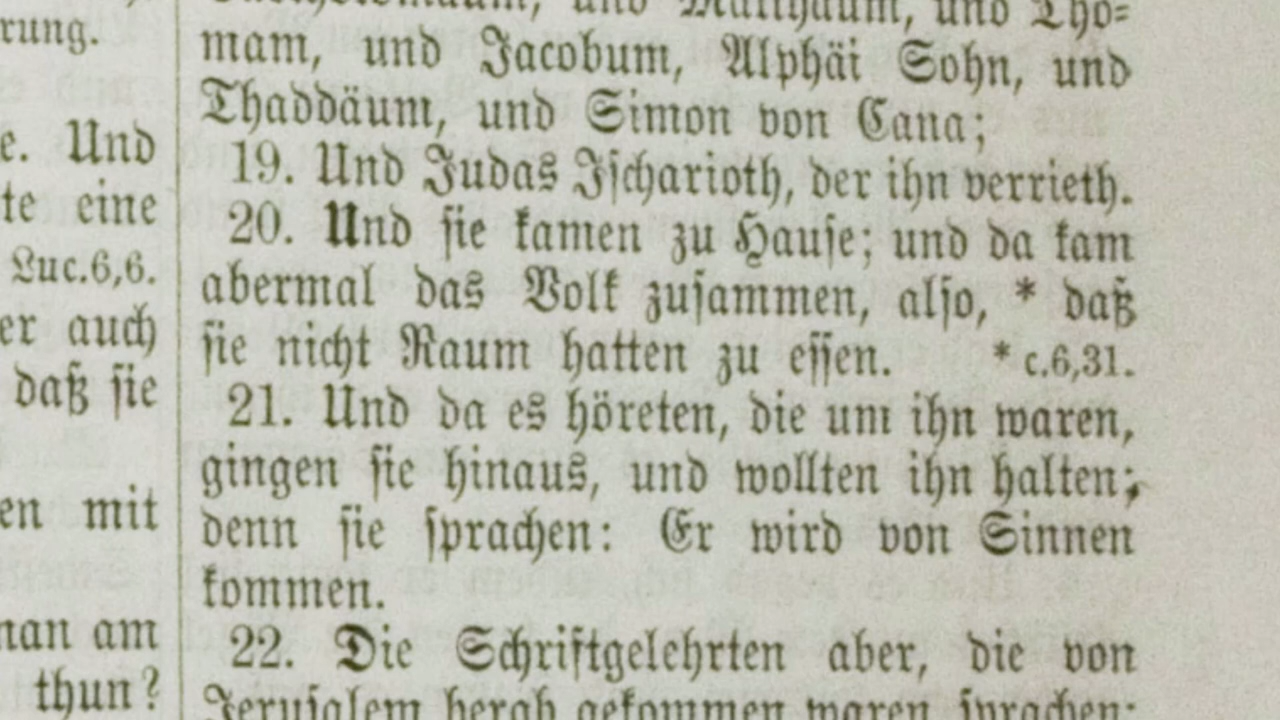 rung.
e. Und
te eine
Luc.6,6.
er auch
daß sie
en mit
nan am
thun?
und Matthäum, und Tho=
mam, und Jacobum, Alphäi Sohn, und
Thaddäum, und Simon von Cana;
19. Und Judas Ischarioth, der ihn verrieth.
20. Und sie kamen zu Hause; und da kam
abermal das Volk zusammen, also, * daß
sie nicht Raum hatten zu essen. * c.6,31.
21. Und da es höreten, die um ihn waren,
gingen sie hinaus, und wollten ihn halten;
denn sie sprachen: Er wird von Sinnen
kommen.
22. Die Schriftgelehrten aber, die von
Jerusalem herab gekommen waren, sprachen: